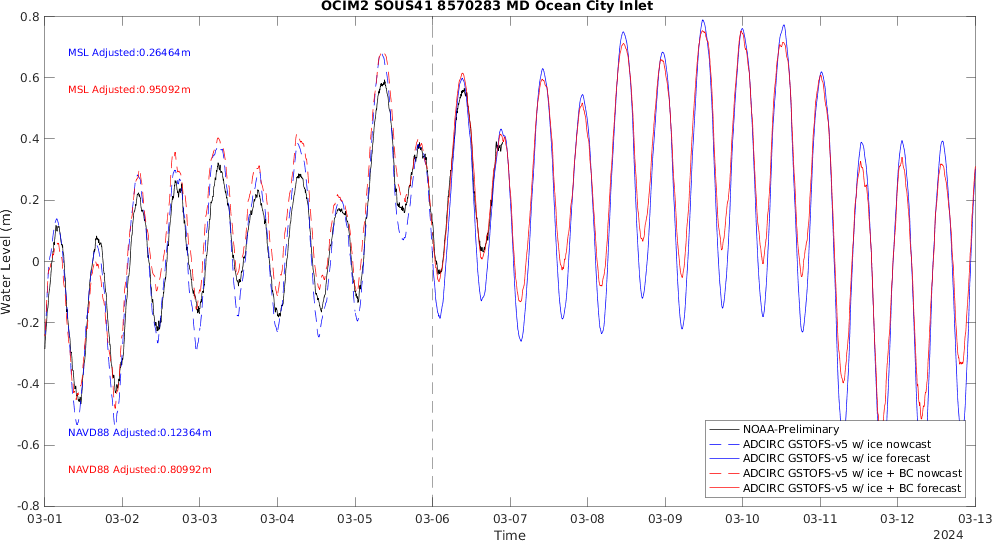 OCIM2 SOUS41 8570283 MD Ocean City Inlet
0.8
0.6
0.4
0.2
0
-0.2
-0.4
-0.6
-0.8
Water Level (m)
MSL Adjusted:0.26464m
MSL Adjusted:0.95092m
NAVD88 Adjusted:0.12364m
NAVD88 Adjusted:0.80992m
NOAA-Preliminary
ADCIRC GSTOFS-v5 w/ ice nowcast
ADCIRC GSTOFS-v5 w/ ice forecast
ADCIRC GSTOFS-v5 w/ ice + BC nowcast
ADCIRC GSTOFS-v5 w/ ice + BC forecast
03-01 03-02 03-03 03-04 03-05 03-06 03-07 03-08 03-09 03-10 03-11 03-12 03-13
Time
2024